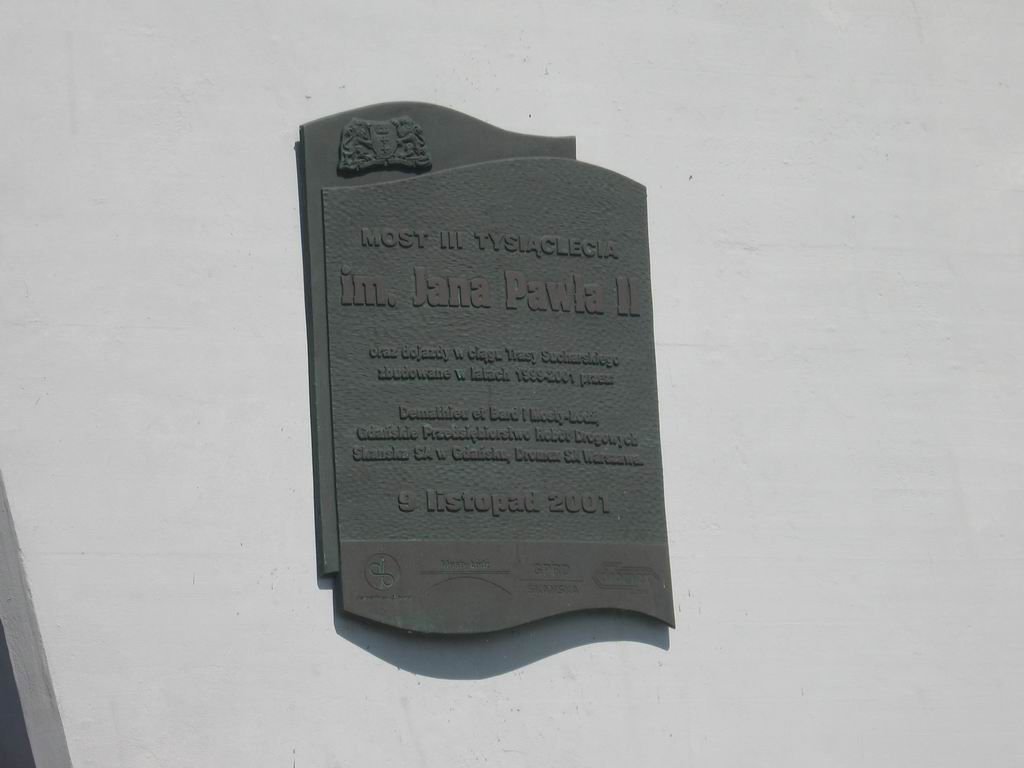 MOST III TYSIĄCLECIA
im. Jana Pawła II
oraz dojazdy w ciągu Trasy Sucharskiego
zbudowane w latach 1999-2001 przez:
Demathieu et Bard i Mosty-Łódź,
Gdańskie Przedsiębiorstwo Robót Drogowych
Skanska SA w Gdańsku, Dromex SA Warszawa.
9 listopad 2001
Mosty Łódź
GPRD
SKANSKA